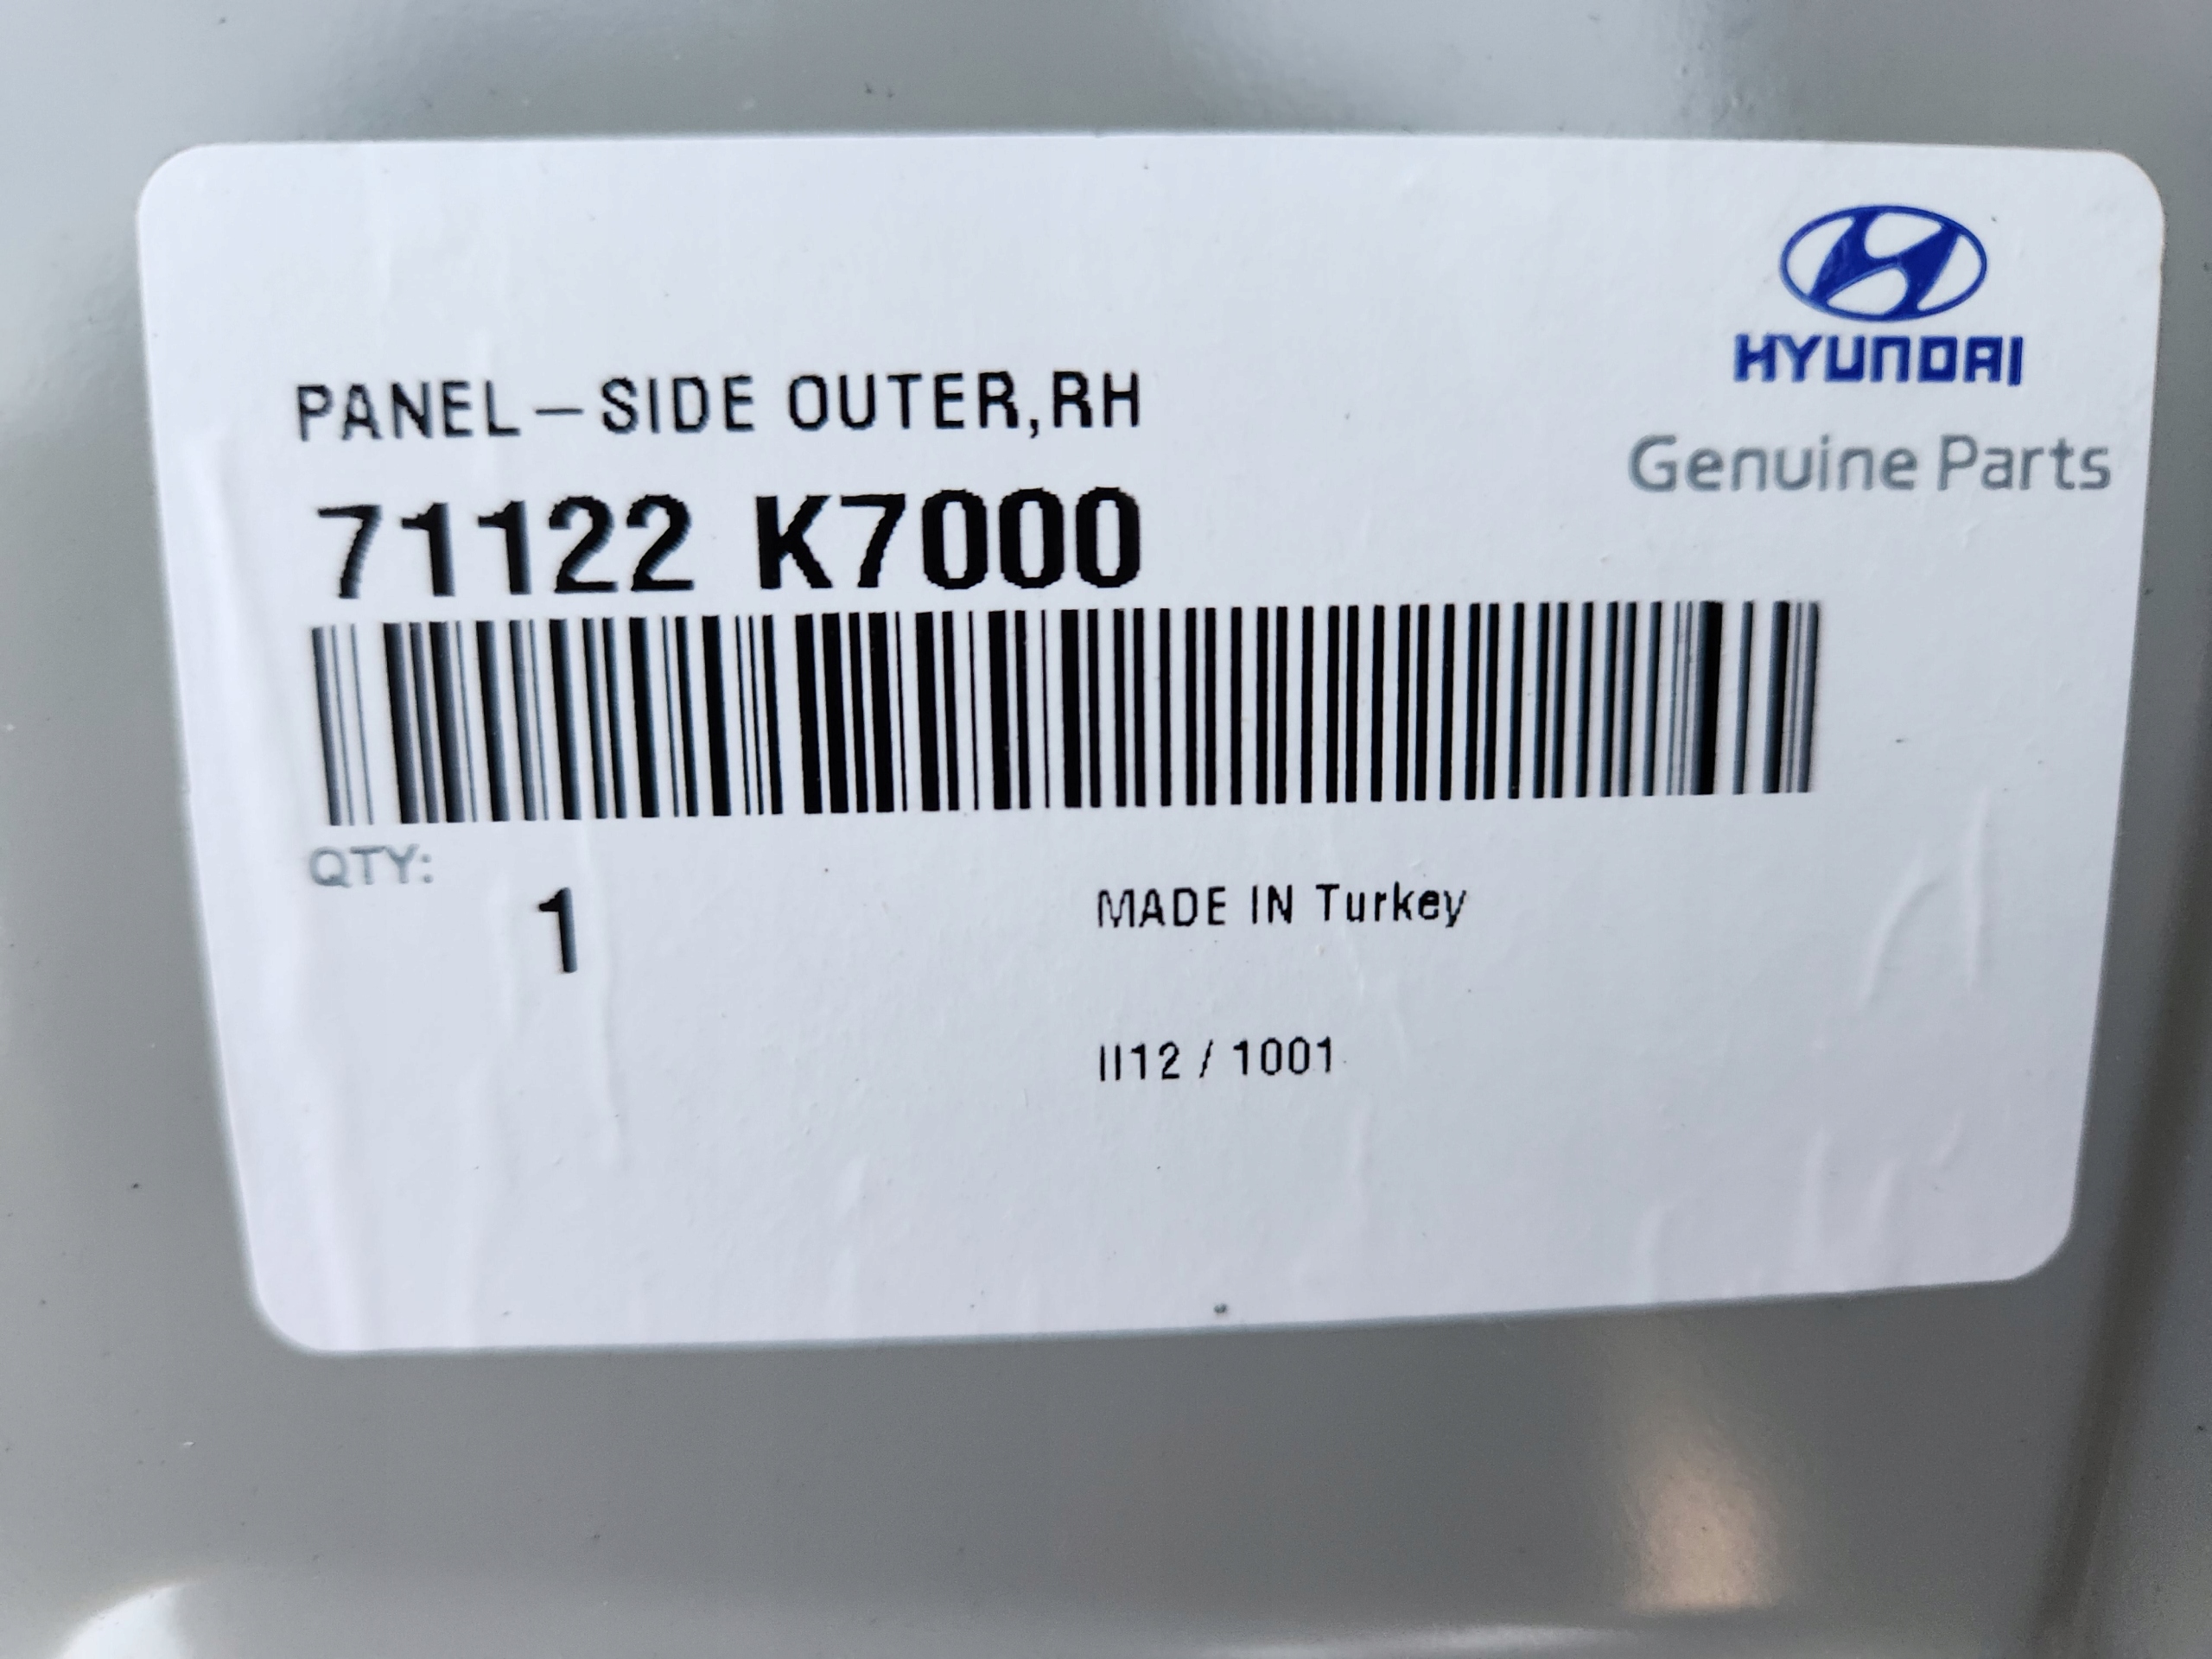 HYUNDAI
Genuine Parts
PANEL-SIDE OUTER,RH
71122 K7000
QTY:
1
MADE IN Turkey
II12 / 1001